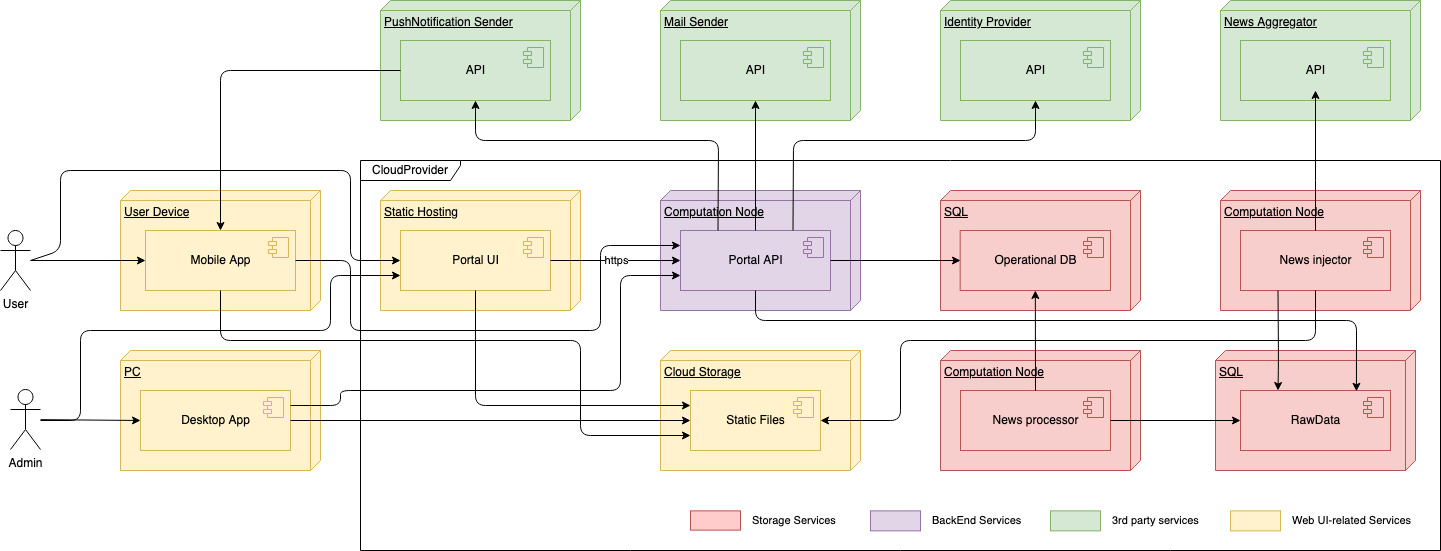 PushNotification Sender
API
Mail Sender
API
Identity Provider
API
News Aggregator
API
CloudProvider
User Device
Mobile App
Static Hosting
Portal UI
https
Computation Node
Portal API
SQL
Operational DB
Computation Node
News injector
User
PC
Desktop App
Cloud Storage
Static Files
Computation Node
News processor
SQL
RawData
Admin
Storage Services
BackEnd Services
3rd party services
Web UI-related Services